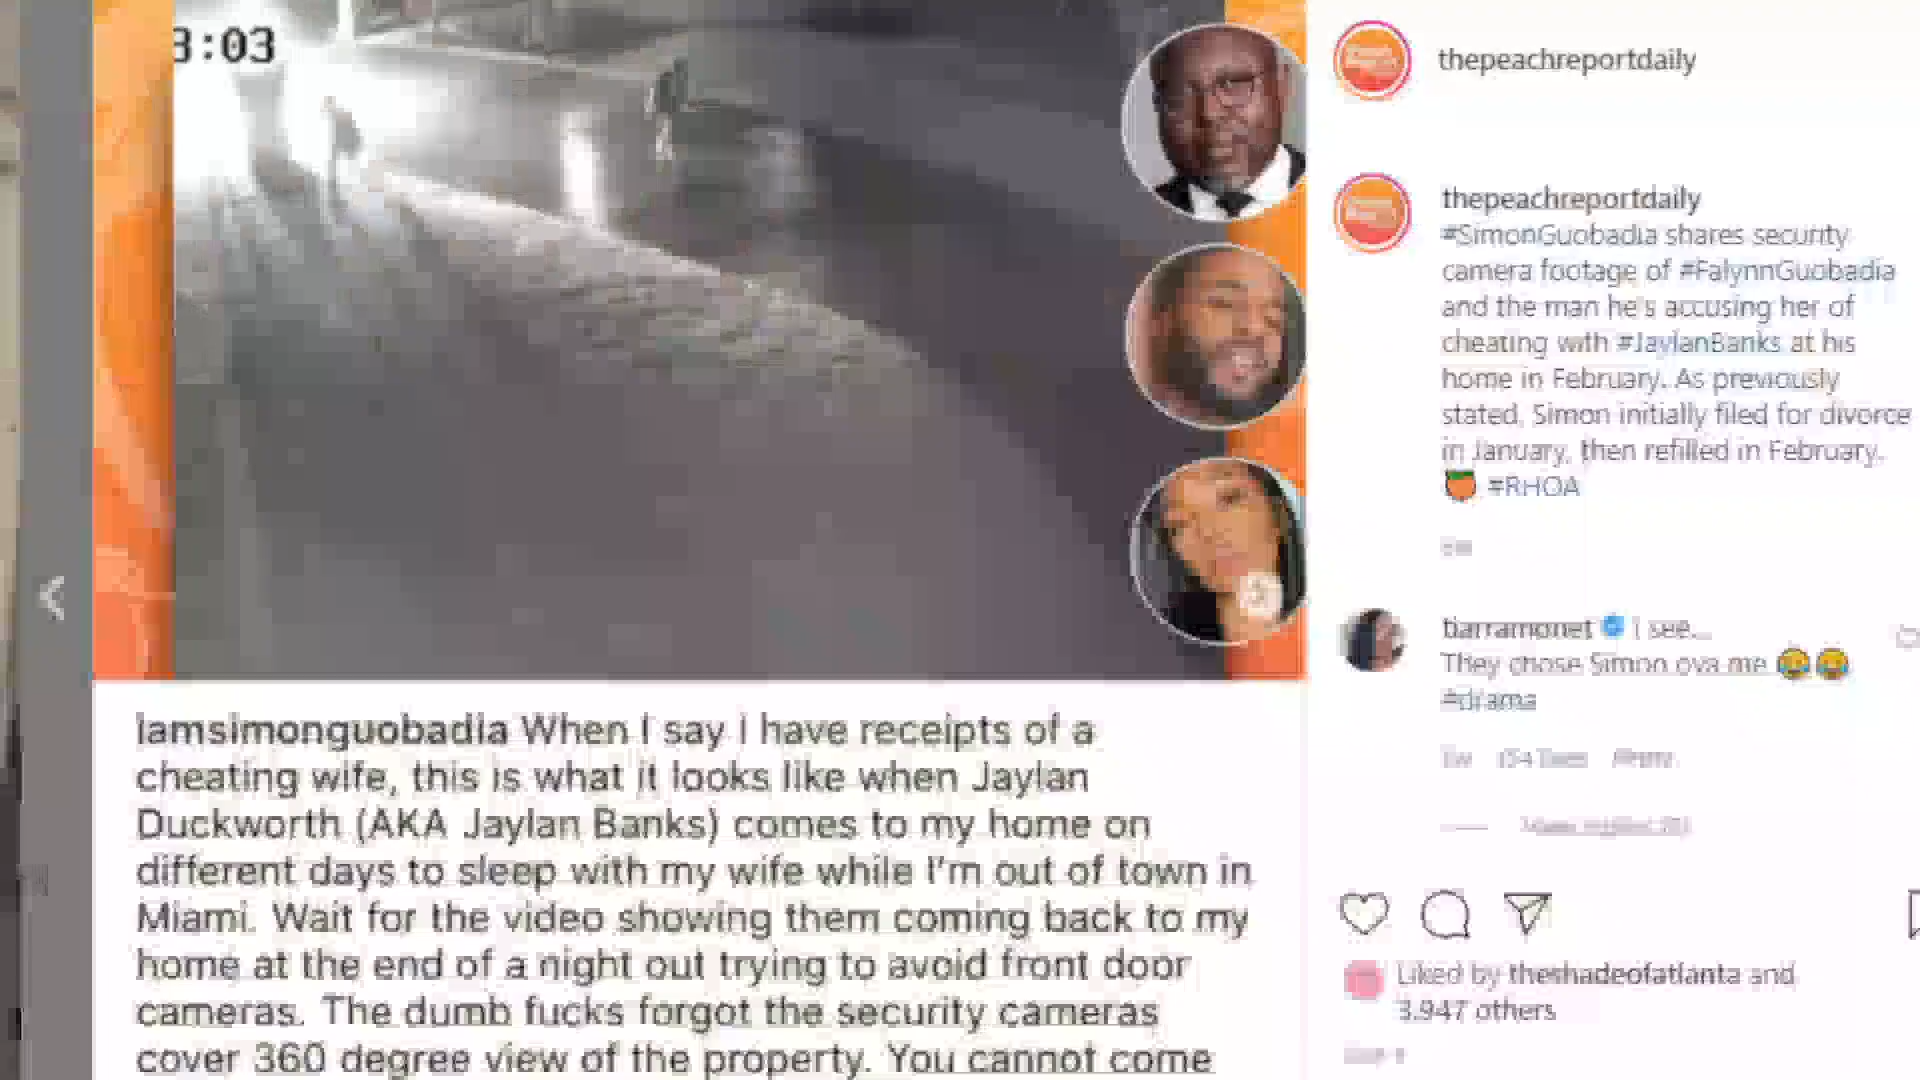 3:03
iamsimonguobadia When I say I have receipts of a
cheating wife, this is what it looks like when Jaylan
Duckworth (AKA Jaylan Banks) comes to my home on
different days to sleep with my wife while I'm out of town in
Miami. Wait for the video showing them coming back to my
home at the end of a night out trying to avoid front door
cameras. The dumb fucks forgot the security cameras
cover 360 degree view of the property. You cannot come
thepeachreportdaily
thepeachreportdaily
#SimonGuobadia shares security
camera footage of #FalynnGuobadia
and the man he's accusing her of
cheating with #JaylanBanks at his
home in February. As previously
stated, Simon initially filed for divorce
in January, then refilled in February.
🍑 #RHOA
tiarramonet I see...
They chose Simon ova me 😂😂
#drama
Liked by theshadeofatlanta and
3,947 others